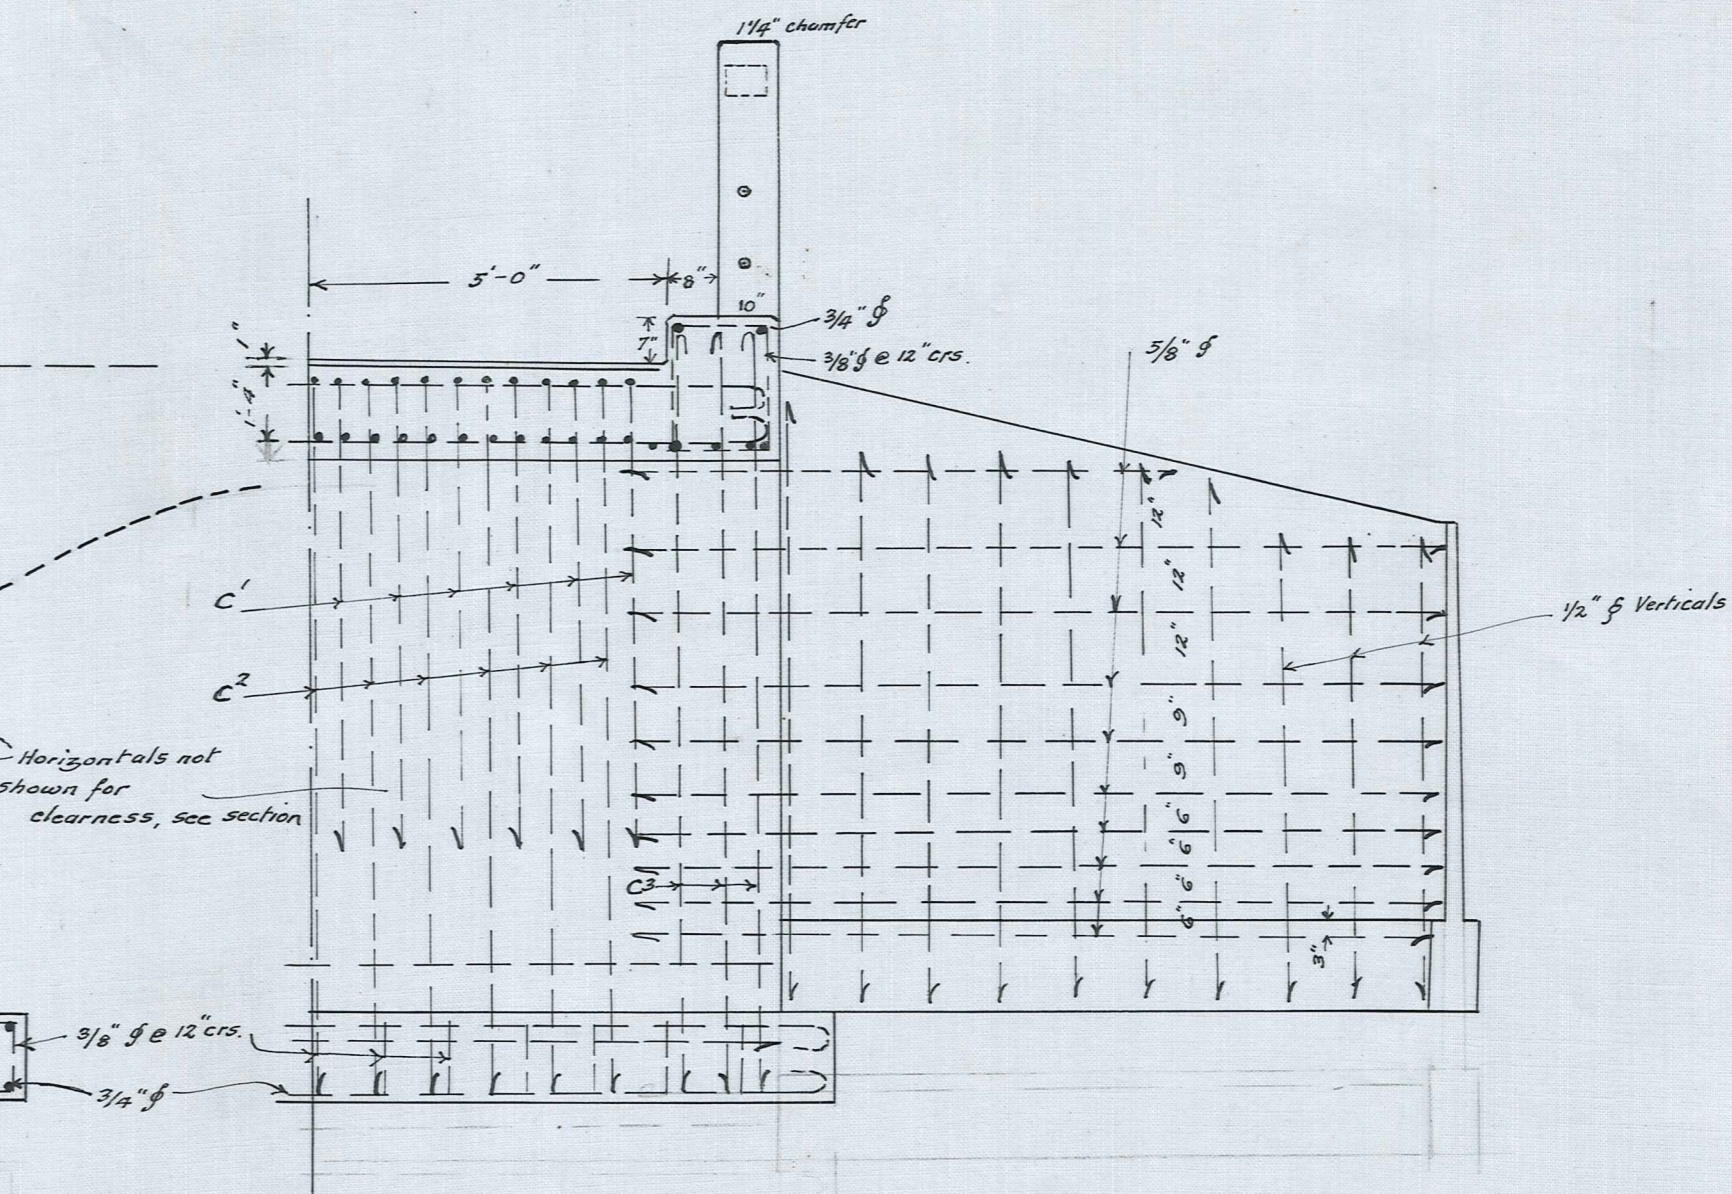 1¼" chamfer
5'-0"
8"
10"
3/4" ϕ
7"
3/8" ϕ @ 12" crs.
5/8" ϕ
1"
1'-4"
12"
12"
12"
9"
9"
6"
6"
6"
6"
3"
1/2" ϕ Verticals
C'
C²
C3
Horizontals not
shown for
clearness, see section
3/8" ϕ @ 12" crs.
3/4" ϕ